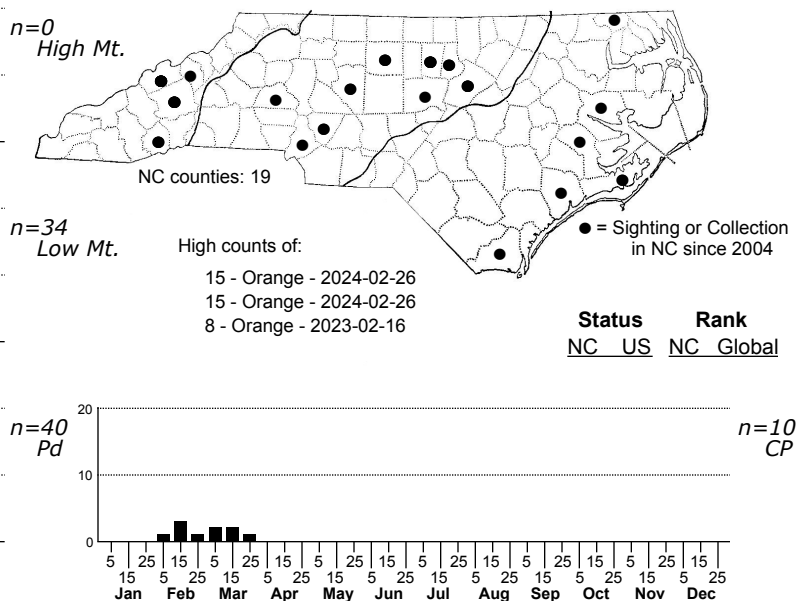 n=0
High Mt.
NC counties: 19
n=34
Low Mt.
High counts of:
15 - Orange - 2024-02-26
15 - Orange - 2024-02-26
8 - Orange - 2023-02-16
= Sighting or Collection
in NC since 2004
Status Rank
NC US NC Global
n=40
Pd
20
10
0
n=10
CP
5 25 15 5 25 15 5 25 15 5 25 15 5 25 15 5 25 15
15 5 25 15 5 25 15 5 25 15 5 25 15 5 25 15 5 25
Jan Feb Mar Apr May Jun Jul Aug Sep Oct Nov Dec